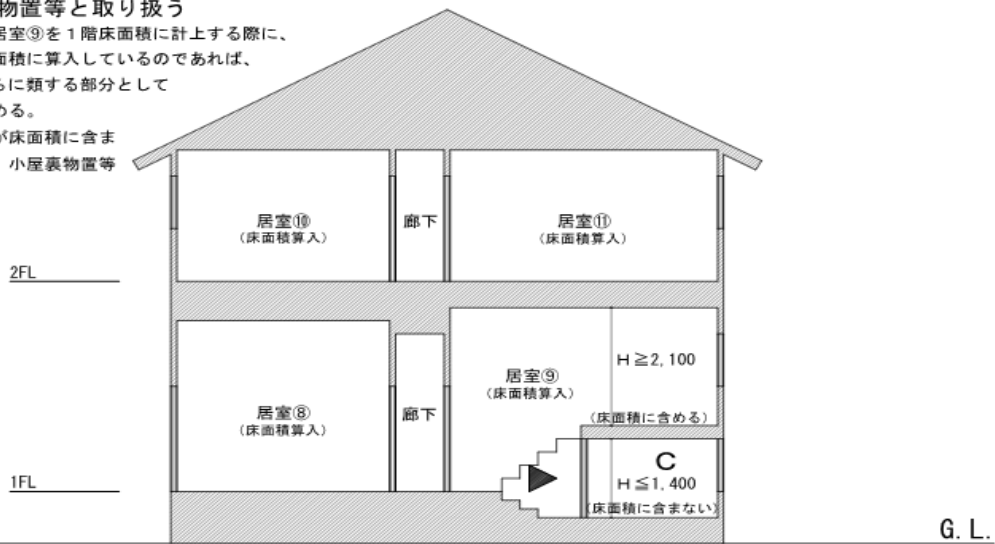 物置等と取り扱う
居室⑨を１階床面積に計上する際に、
面積に算入しているのであれば、
らに類する部分として
める。
が床面積に含ま
小屋裏物置等
居室⑩
(床面積算入)
廊下
居室⑪
(床面積算入)
2FL
居室⑧
(床面積算入)
廊下
居室⑨
(床面積算入)
H≧2,100
(床面積に含める)
C
H≦1,400
(床面積に含まない)
1FL
G.L.